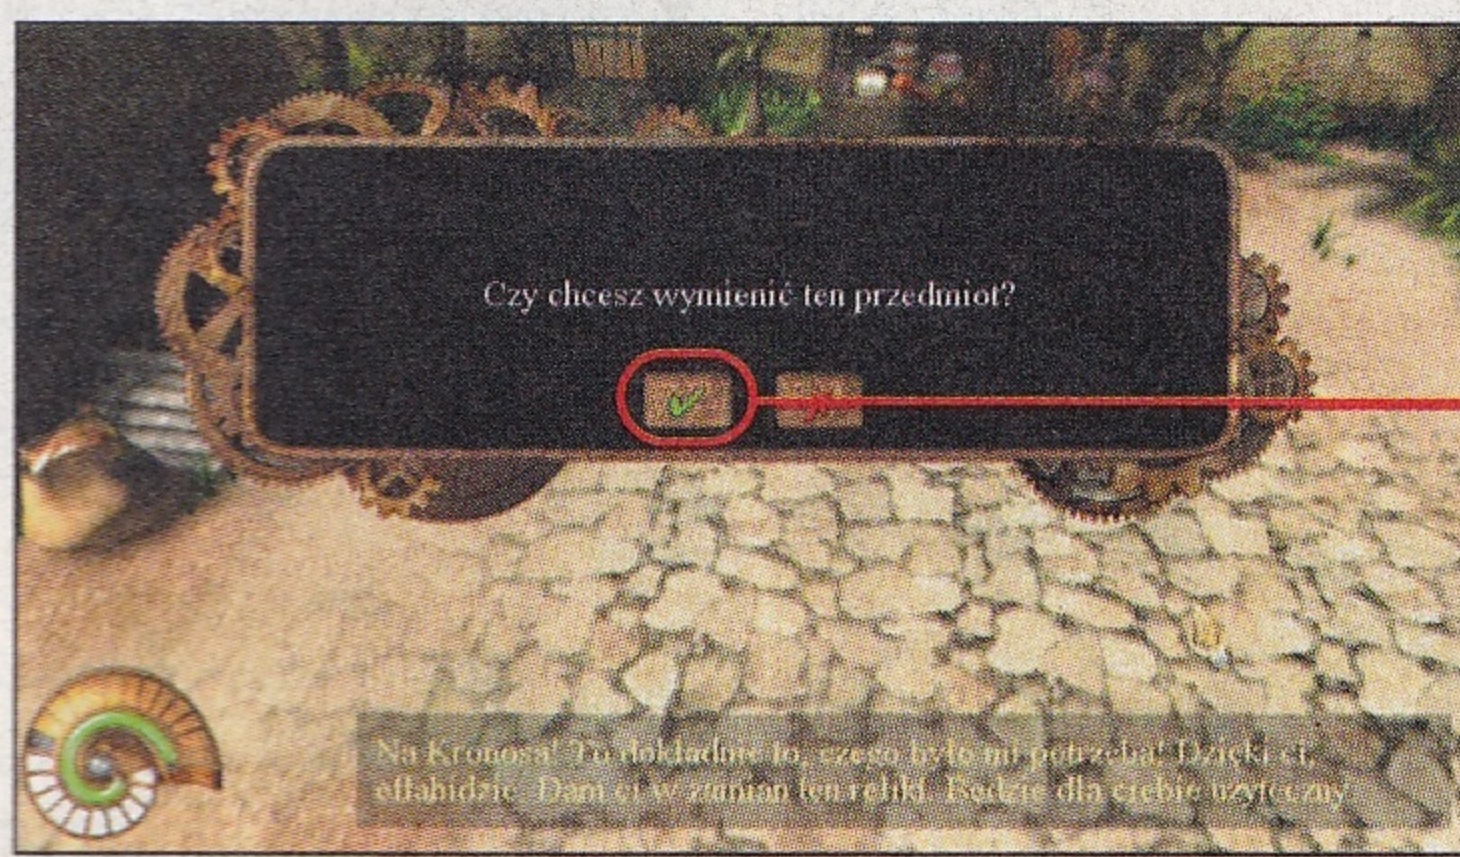 Czy chcesz wymienić ten przedmiot?
Na Kronosa! To dokładnie to, czego było mi potrzeba! Dzięki ci,
effahidzie. Dam ci w zamian ten relikt. Będzie dla ciebie użyteczny.